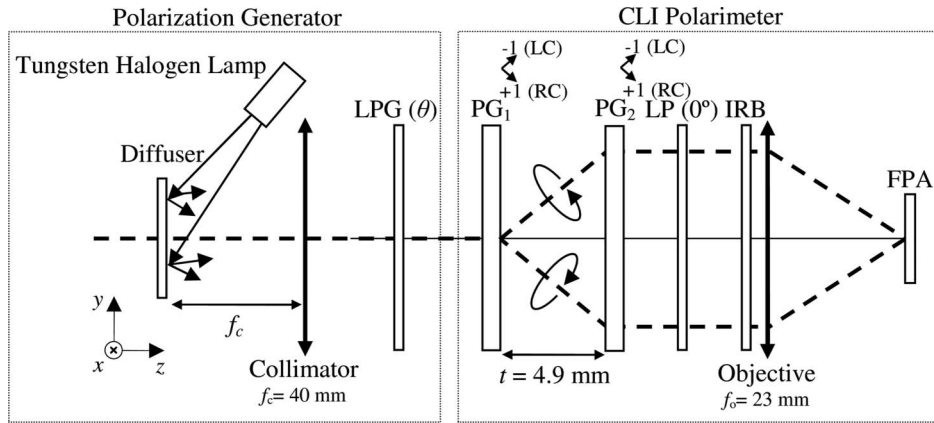 Polarization Generator
CLI Polarimeter
Tungsten Halogen Lamp
-1 (LC)
+1 (RC)
-1 (LC)
+1 (RC)
LPG (θ)
PG₁
PG₂
LP (0º)
IRB
Diffuser
FPA
y
x
z
f_c
Collimator
f_c= 40 mm
t = 4.9 mm
Objective
f_o= 23 mm